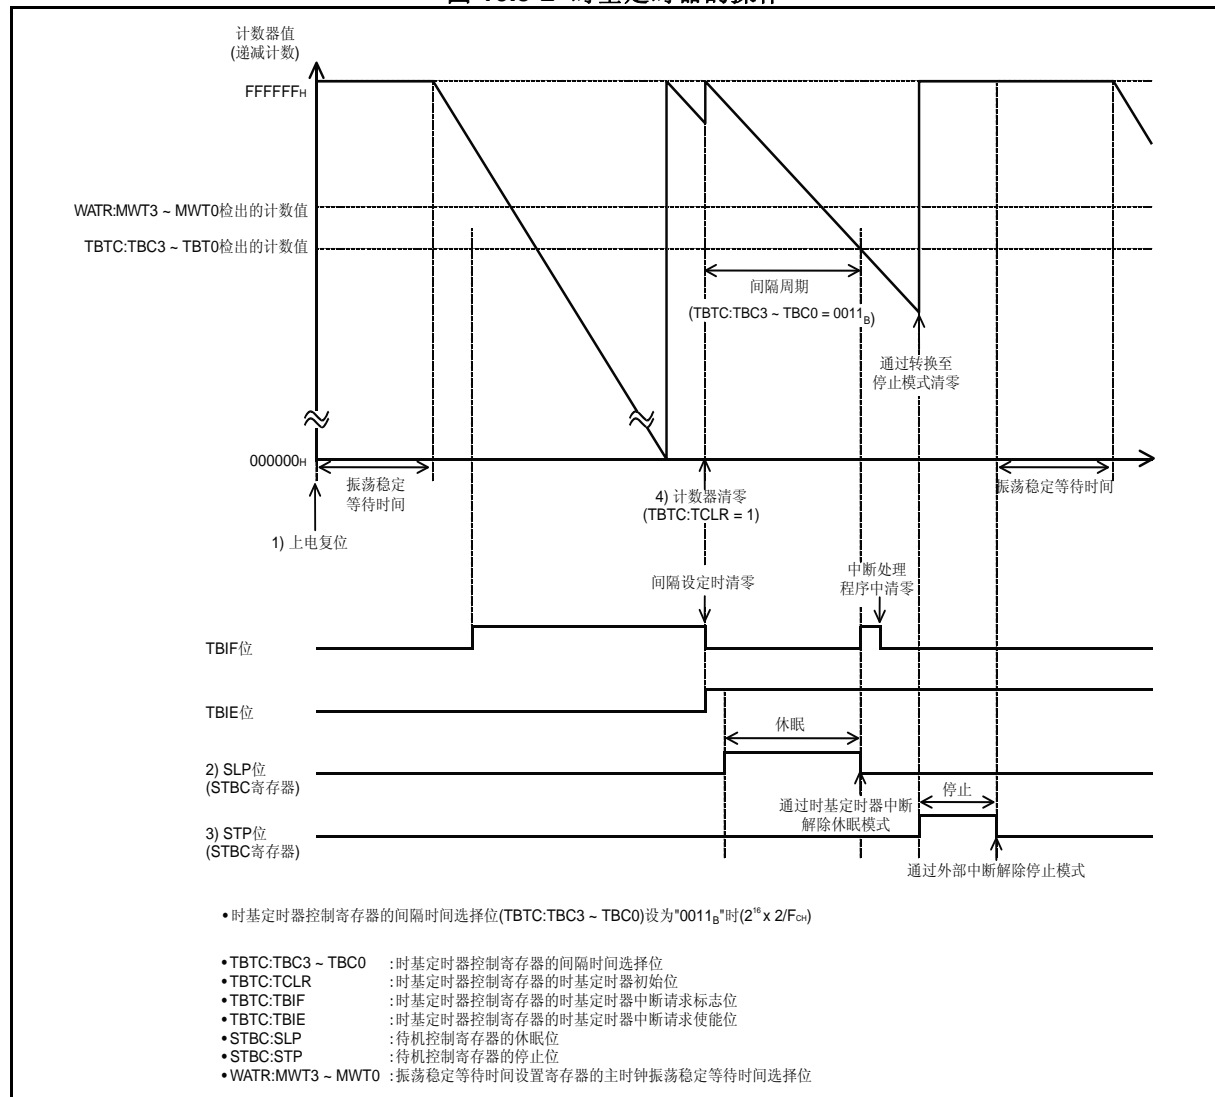 图 10.5-2 时基定时器的操作
计数器值
(递减计数)
FFFFFFH
WATR:MWT3 ~ MWT0检出的计数值
TBTC:TBC3 ~ TBT0检出的计数值
间隔周期
(TBTC:TBC3 ~ TBC0 = 0011B)
通过转换至
停止模式清零
000000H
振荡稳定
等待时间
4) 计数器清零
(TBTC:TCLR = 1)
振荡稳定等待时间
1) 上电复位
间隔设定时清零
中断处理
程序中清零
TBIF位
TBIE位
休眠
2) SLP位
(STBC寄存器)
通过时基定时器中断
解除休眠模式
停止
3) STP位
(STBC寄存器)
通过外部中断解除停止模式
• 时基定时器控制寄存器的间隔时间选择位(TBTC:TBC3 ~ TBC0)设为"0011B"时(2¹⁶ x 2/FCH)
• TBTC:TBC3 ~ TBC0 :时基定时器控制寄存器的间隔时间选择位
• TBTC:TCLR :时基定时器控制寄存器的时基定时器初始位
• TBTC:TBIF :时基定时器控制寄存器的时基定时器中断请求标志位
• TBTC:TBIE :时基定时器控制寄存器的时基定时器中断请求使能位
• STBC:SLP :待机控制寄存器的休眠位
• STBC:STP :待机控制寄存器的停止位
• WATR:MWT3 ~ MWT0 :振荡稳定等待时间设置寄存器的主时钟振荡稳定等待时间选择位